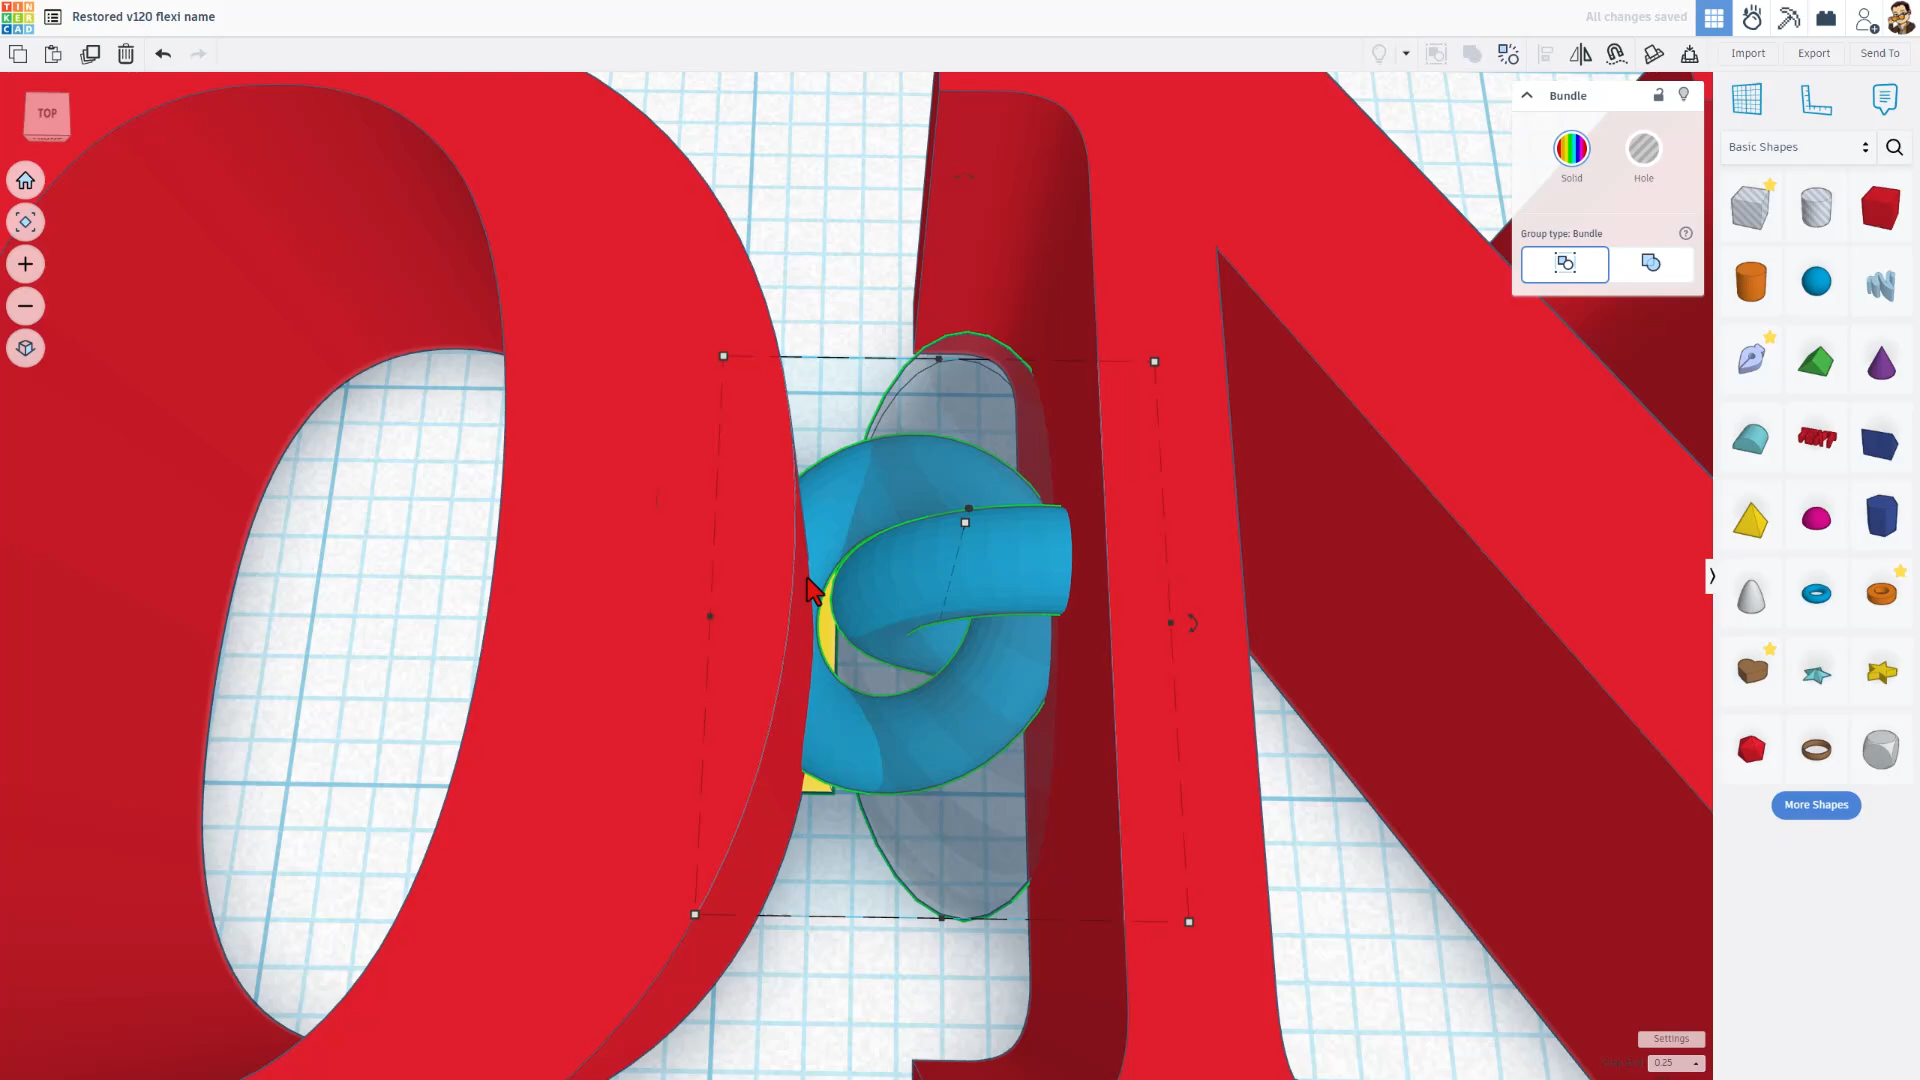 TIN
KER
CAD
Restored v120 flexi name
All changes saved
Import
Export
Send To
TOP
Bundle
Solid
Hole
Group type: Bundle
Basic Shapes
More Shapes
Settings
0.25